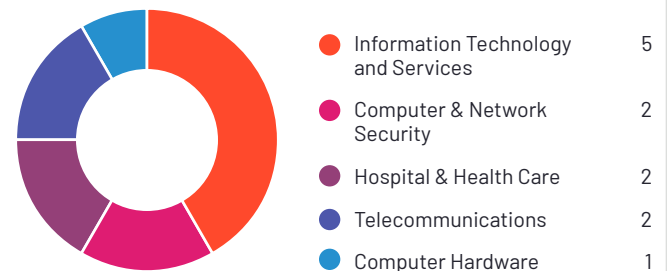 Information Technology 5
and Services
Computer & Network 2
Security
Hospital & Health Care 2
Telecommunications 2
Computer Hardware 1